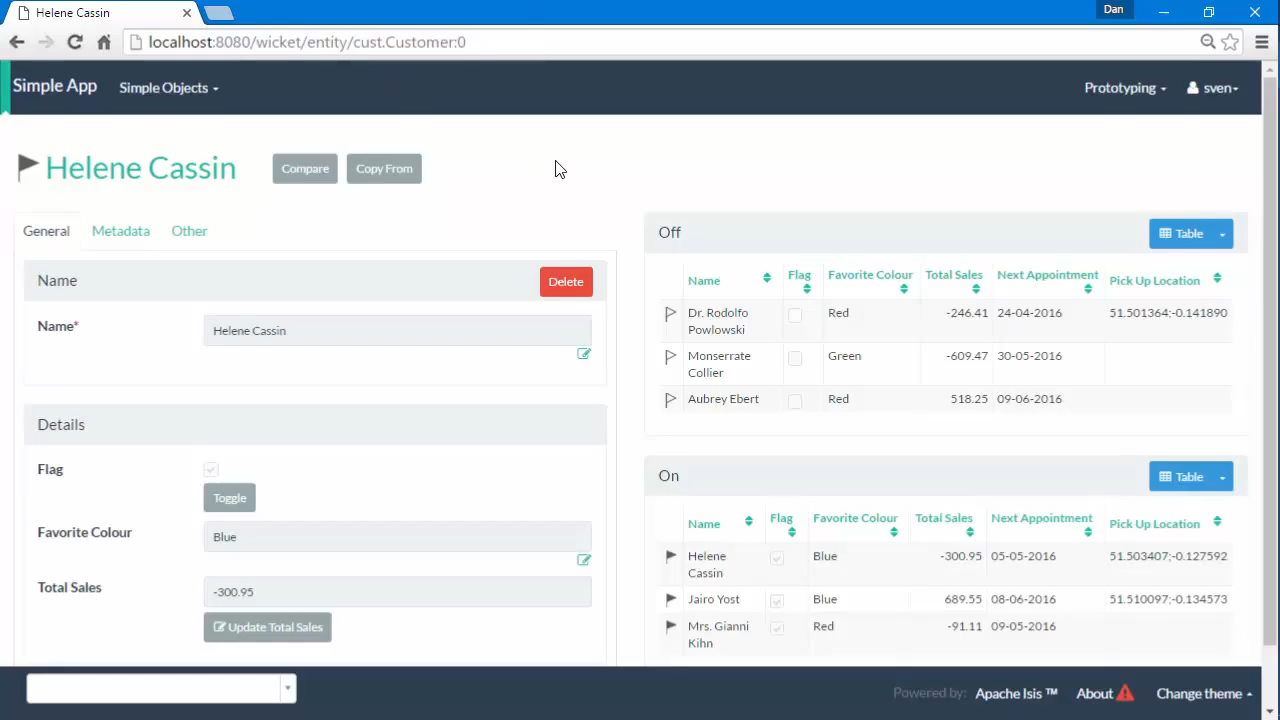 Helene Cassin
Dan
localhost:8080/wicket/entity/cust.Customer:0
Simple App Simple Objects Prototyping sven
Helene Cassin Compare Copy From
General Metadata Other
Name Delete
Name* Helene Cassin
Details
Flag
Toggle
Favorite Colour Blue
Total Sales -300.95
Update Total Sales
Off Table
Name Flag Favorite Colour Total Sales Next Appointment Pick Up Location
Dr. Rodolfo Red -246.41 24-04-2016 51.501364;-0.141890
Powlowski
Monserrate Green -609.47 30-05-2016
Collier
Aubrey Ebert Red 518.25 09-06-2016
On Table
Name Flag Favorite Colour Total Sales Next Appointment Pick Up Location
Helene Blue -300.95 05-05-2016 51.503407;-0.127592
Cassin
Jairo Yost Blue 689.55 08-06-2016 51.510097;-0.134573
Mrs. Gianni Red -91.11 09-05-2016
Kihn
Powered by: Apache Isis ™ About Change theme